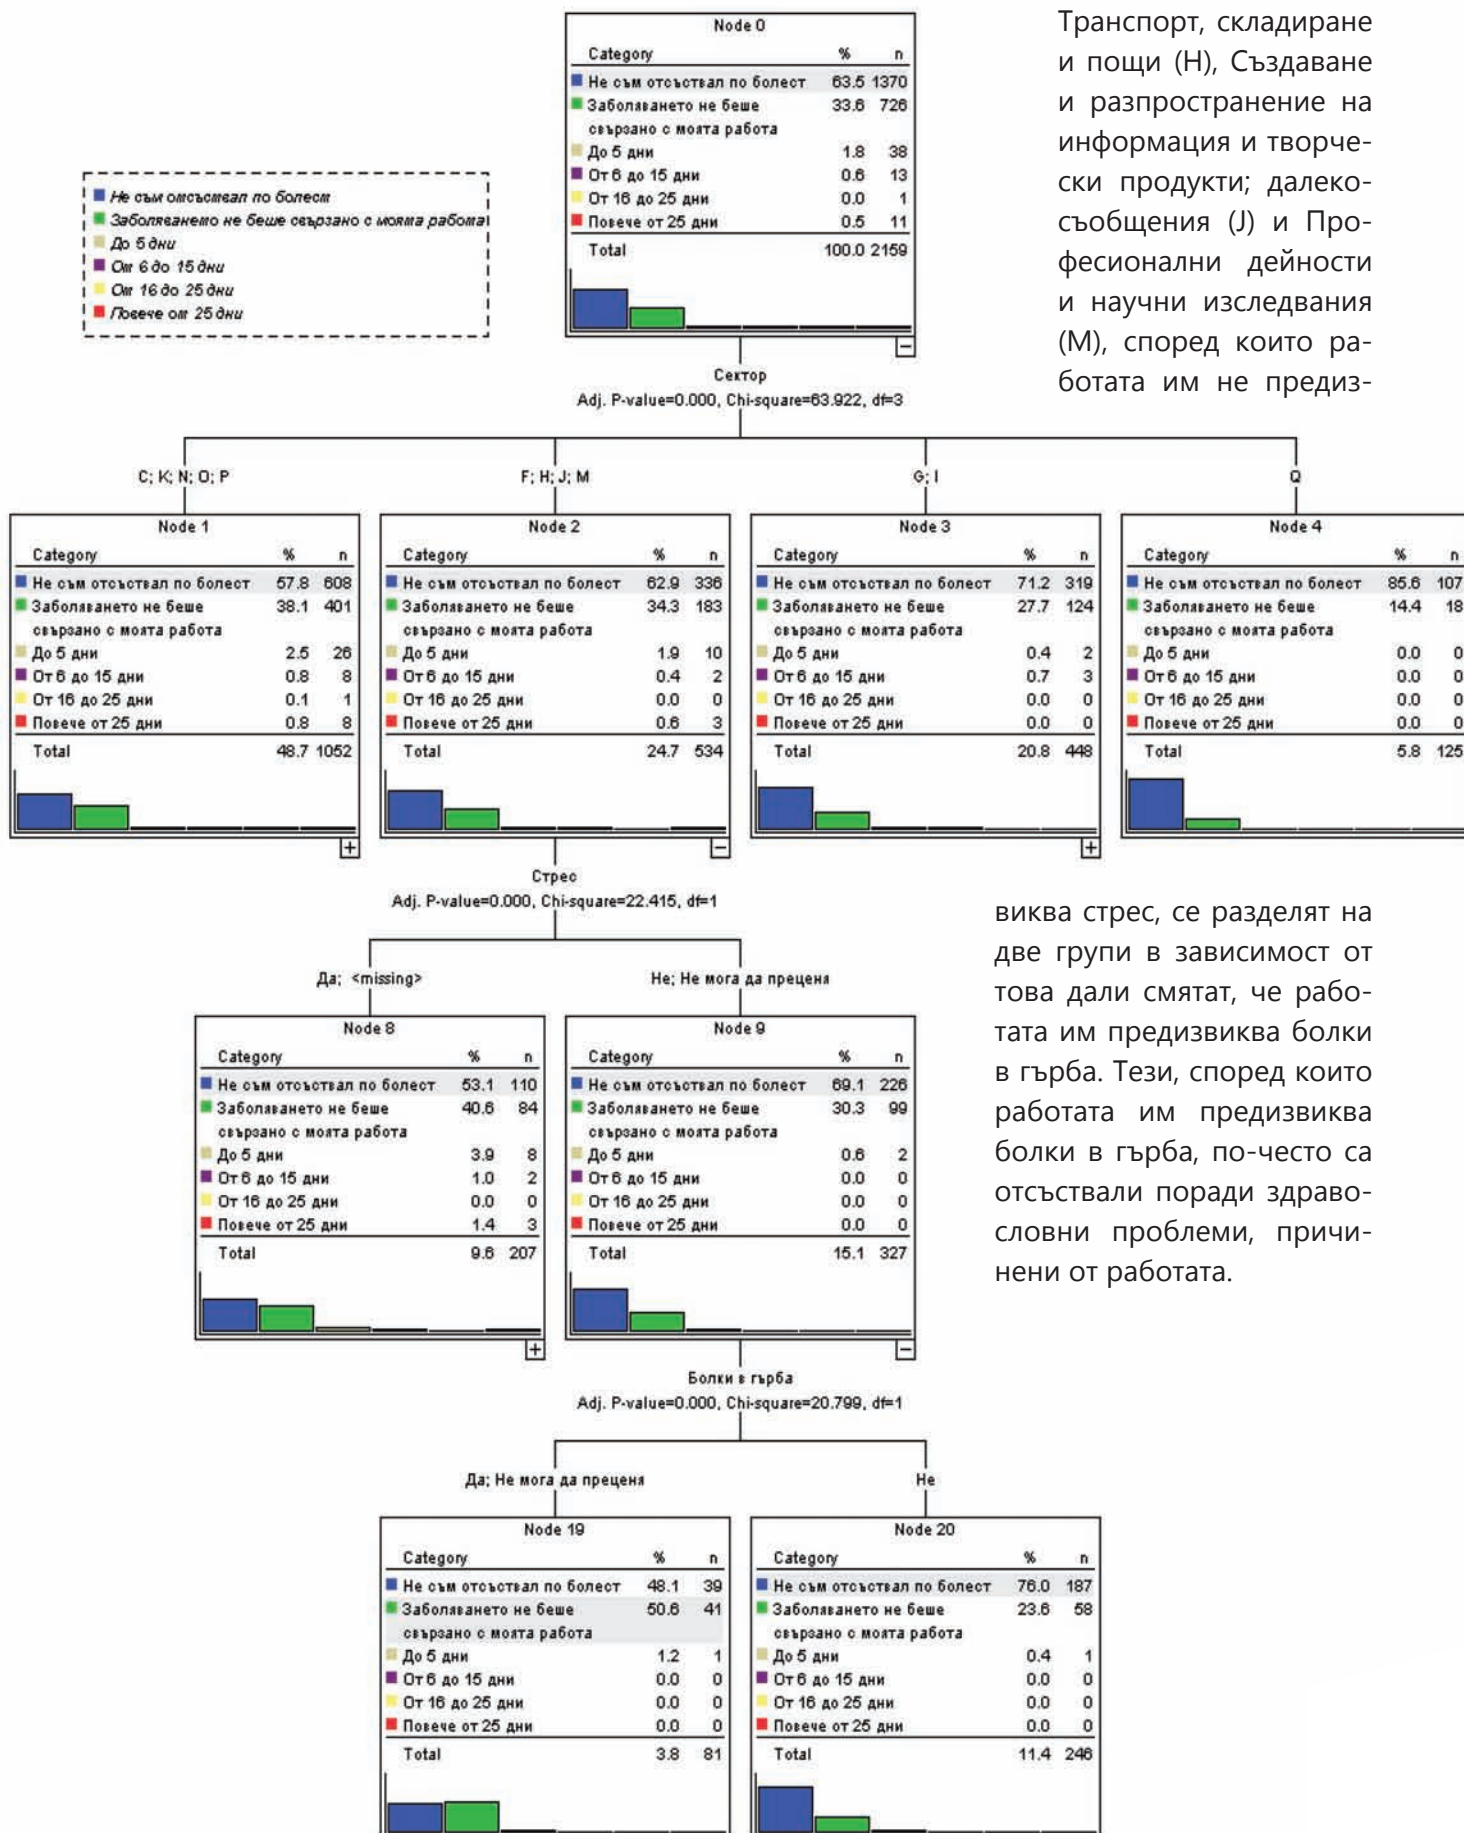 Node 0
Category % n
Не съм отсъствал по болест 63.5 1370
Заболяването не беше 33.6 726
свързано с моята работа
До 5 дни 1.8 38
От 6 до 15 дни 0.6 13
От 16 до 25 дни 0.0 1
Повече от 25 дни 0.5 11
Total 100.0 2159
Транспорт, складиране
и пощи (H), Създаване
и разпространение на
информация и творче-
ски продукти; далеко-
съобщения (J) и Про-
фесионални дейности
и научни изследвания
(M), според които ра-
ботата им не предиз-
Не съм отсъствал по болест
Заболяването не беше свързано с моята работа
До 5 дни
От 6 до 15 дни
От 16 до 25 дни
Повече от 25 дни
Сектор
Adj. P-value=0.000, Chi-square=63.922, df=3
C; K; N; O; P
F; H; J; M
G; I
Q
Node 1
Category % n
Не съм отсъствал по болест 57.8 608
Заболяването не беше 38.1 401
свързано с моята работа
До 5 дни 2.5 26
От 6 до 15 дни 0.8 8
От 16 до 25 дни 0.1 1
Повече от 25 дни 0.8 8
Total 48.7 1052
Node 2
Category % n
Не съм отсъствал по болест 62.9 336
Заболяването не беше 34.3 183
свързано с моята работа
До 5 дни 1.9 10
От 6 до 15 дни 0.4 2
От 16 до 25 дни 0.0 0
Повече от 25 дни 0.6 3
Total 24.7 534
Node 3
Category % n
Не съм отсъствал по болест 71.2 319
Заболяването не беше 27.7 124
свързано с моята работа
До 5 дни 0.4 2
От 6 до 15 дни 0.7 3
От 16 до 25 дни 0.0 0
Повече от 25 дни 0.0 0
Total 20.8 448
Node 4
Category % n
Не съм отсъствал по болест 85.6 107
Заболяването не беше 14.4 18
свързано с моята работа
До 5 дни 0.0 0
От 6 до 15 дни 0.0 0
От 16 до 25 дни 0.0 0
Повече от 25 дни 0.0 0
Total 5.8 125
Стрес
Adj. P-value=0.000, Chi-square=22.415, df=1
Да; <missing>
Не; Не мога да преценя
виква стрес, се разделят на
две групи в зависимост от
това дали смятат, че рабо-
тата им предизвиква болки
в гърба. Тези, според които
работата им предизвиква
болки в гърба, по-често са
отсъствали поради здраво-
словни проблеми, причи-
нени от работата.
Node 8
Category % n
Не съм отсъствал по болест 53.1 110
Заболяването не беше 40.6 84
свързано с моята работа
До 5 дни 3.9 8
От 6 до 15 дни 1.0 2
От 16 до 25 дни 0.0 0
Повече от 25 дни 1.4 3
Total 9.6 207
Node 9
Category % n
Не съм отсъствал по болест 69.1 226
Заболяването не беше 30.3 99
свързано с моята работа
До 5 дни 0.6 2
От 6 до 15 дни 0.0 0
От 16 до 25 дни 0.0 0
Повече от 25 дни 0.0 0
Total 15.1 327
Болки в гърба
Adj. P-value=0.000, Chi-square=20.799, df=1
Да; Не мога да преценя
Не
Node 19
Category % n
Не съм отсъствал по болест 48.1 39
Заболяването не беше 50.6 41
свързано с моята работа
До 5 дни 1.2 1
От 6 до 15 дни 0.0 0
От 16 до 25 дни 0.0 0
Повече от 25 дни 0.0 0
Total 3.8 81
Node 20
Category % n
Не съм отсъствал по болест 76.0 187
Заболяването не беше 23.6 58
свързано с моята работа
До 5 дни 0.4 1
От 6 до 15 дни 0.0 0
От 16 до 25 дни 0.0 0
Повече от 25 дни 0.0 0
Total 11.4 246